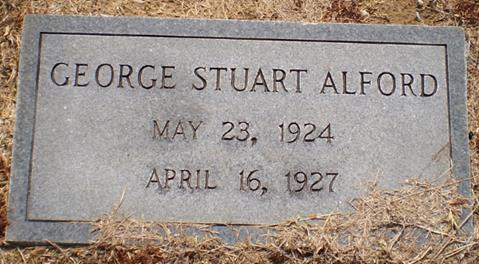 GEORGE STUART ALFORD
MAY 23, 1924
APRIL 16, 1927